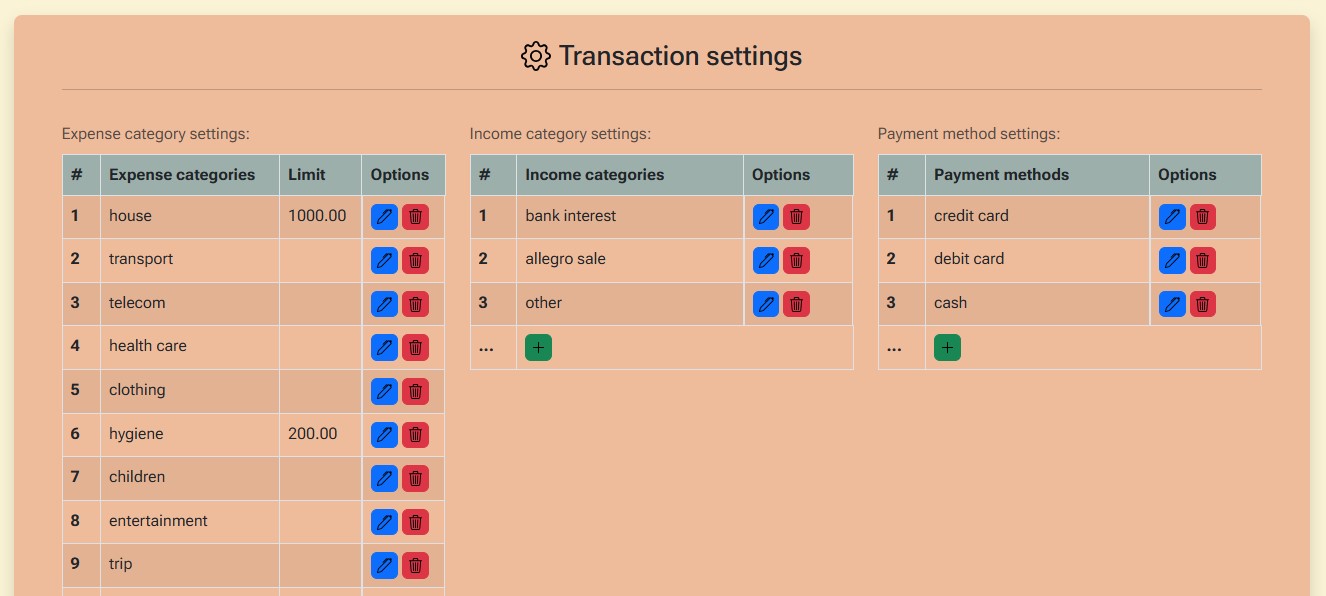 Transaction settings
Expense category settings:
# Expense categories Limit Options
1 house 1000.00
2 transport
3 telecom
4 health care
5 clothing
6 hygiene 200.00
7 children
8 entertainment
9 trip
Income category settings:
# Income categories Options
1 bank interest
2 allegro sale
3 other
...
Payment method settings:
# Payment methods Options
1 credit card
2 debit card
3 cash
...